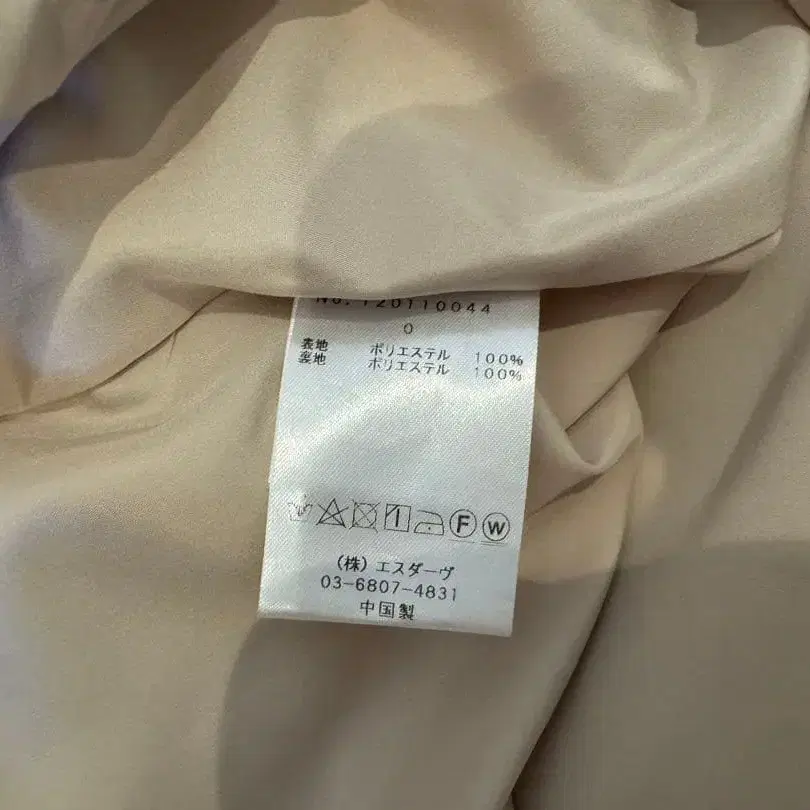 No. 120110044
0
表地 ポリエステル 100%
裏地 ポリエステル 100%
F W
(株) エスダーヴ
03-6807-4831
中国製